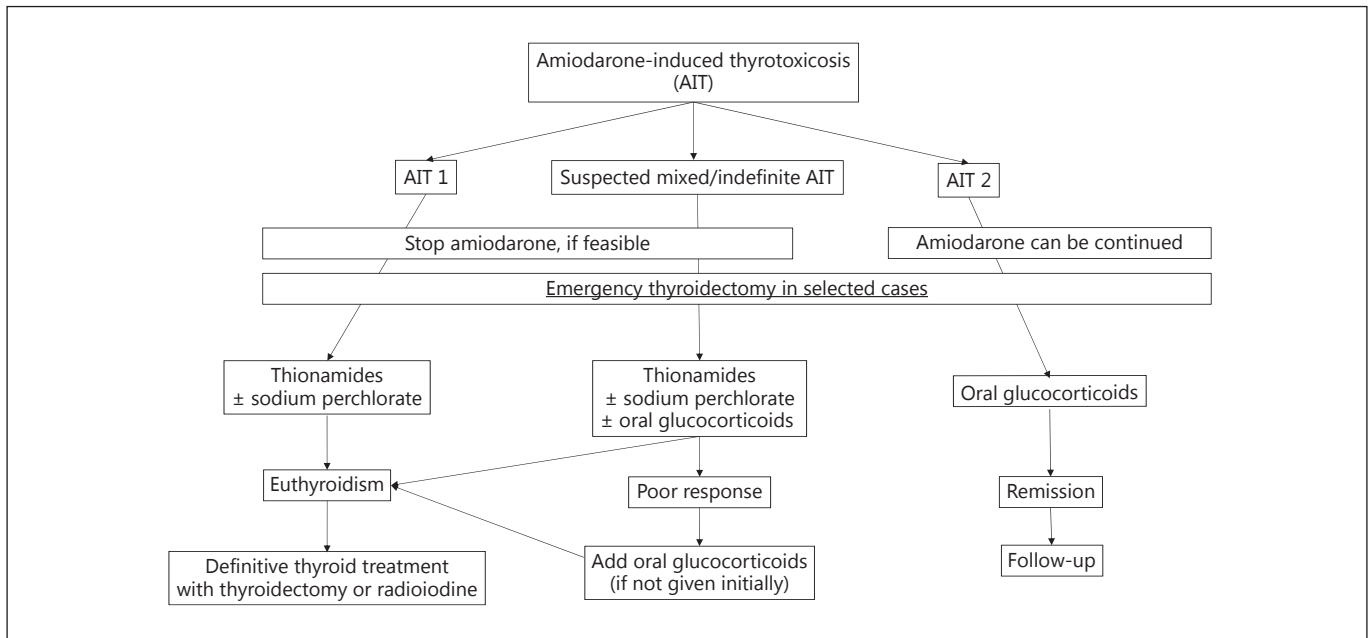 Amiodarone-induced thyrotoxicosis
(AIT)
AIT 1
Suspected mixed/indefinite AIT
AIT 2
Stop amiodarone, if feasible
Amiodarone can be continued
Emergency thyroidectomy in selected cases
Thionamides
± sodium perchlorate
Thionamides
± sodium perchlorate
± oral glucocorticoids
Oral glucocorticoids
Euthyroidism
Poor response
Remission
Definitive thyroid treatment
with thyroidectomy or radioiodine
Add oral glucocorticoids
(if not given initially)
Follow-up